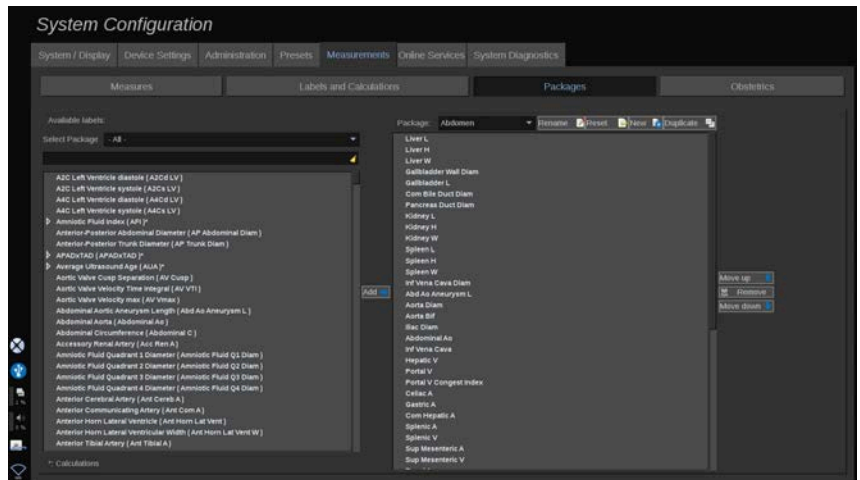 System Configuration
System / Display Device Settings Administration Presets Measurements Online Services System Diagnostics
Measures Labels and Calculations Packages Obstetrics
Available labels:
Select Package - All -
Package: Abdomen Rename Reset New Duplicate
A2C Left Ventricle diastole ( A2Cd LV )
A2C Left Ventricle systole ( A2Cs LV )
A4C Left Ventricle diastole ( A4Cd LV )
A4C Left Ventricle systole ( A4Cs LV )
Amniotic Fluid Index ( AFI )*
Anterior-Posterior Abdominal Diameter ( AP Abdominal Diam )
Anterior-Posterior Trunk Diameter ( AP Trunk Diam )
APADxTAD ( APADxTAD )*
Average Ultrasound Age ( AUA )*
Aortic Valve Cusp Separation ( AV Cusp )
Aortic Valve Velocity Time Integral ( AV VTI )
Aortic Valve Velocity max ( AV Vmax )
Abdominal Aortic Aneurysm Length ( Abd Ao Aneurysm L )
Abdominal Aorta ( Abdominal Ao )
Abdominal Circumference ( Abdominal C )
Accessory Renal Artery ( Acc Ren A )
Amniotic Fluid Quadrant 1 Diameter ( Amniotic Fluid Q1 Diam )
Amniotic Fluid Quadrant 2 Diameter ( Amniotic Fluid Q2 Diam )
Amniotic Fluid Quadrant 3 Diameter ( Amniotic Fluid Q3 Diam )
Amniotic Fluid Quadrant 4 Diameter ( Amniotic Fluid Q4 Diam )
Anterior Cerebral Artery ( Ant Cereb A )
Anterior Communicating Artery ( Ant Com A )
Anterior Horn Lateral Ventricle ( Ant Horn Lat Vent )
Anterior Horn Lateral Ventricular Width ( Ant Horn Lat Vent W )
Anterior Tibial Artery ( Ant Tibial A )
*: Calculations
Add
Liver L
Liver H
Liver W
Gallbladder Wall Diam
Gallbladder L
Com Bile Duct Diam
Pancreas Duct Diam
Kidney L
Kidney H
Kidney W
Spleen L
Spleen H
Spleen W
Inf Vena Cava Diam
Abd Ao Aneurysm L
Aorta Diam
Aorta Bif
Iliac Diam
Abdominal Ao
Inf Vena Cava
Hepatic V
Portal V
Portal V Congest Index
Celiac A
Gastric A
Com Hepatic A
Splenic A
Splenic V
Sup Mesenteric A
Sup Mesenteric V
Move up
Remove
Move down